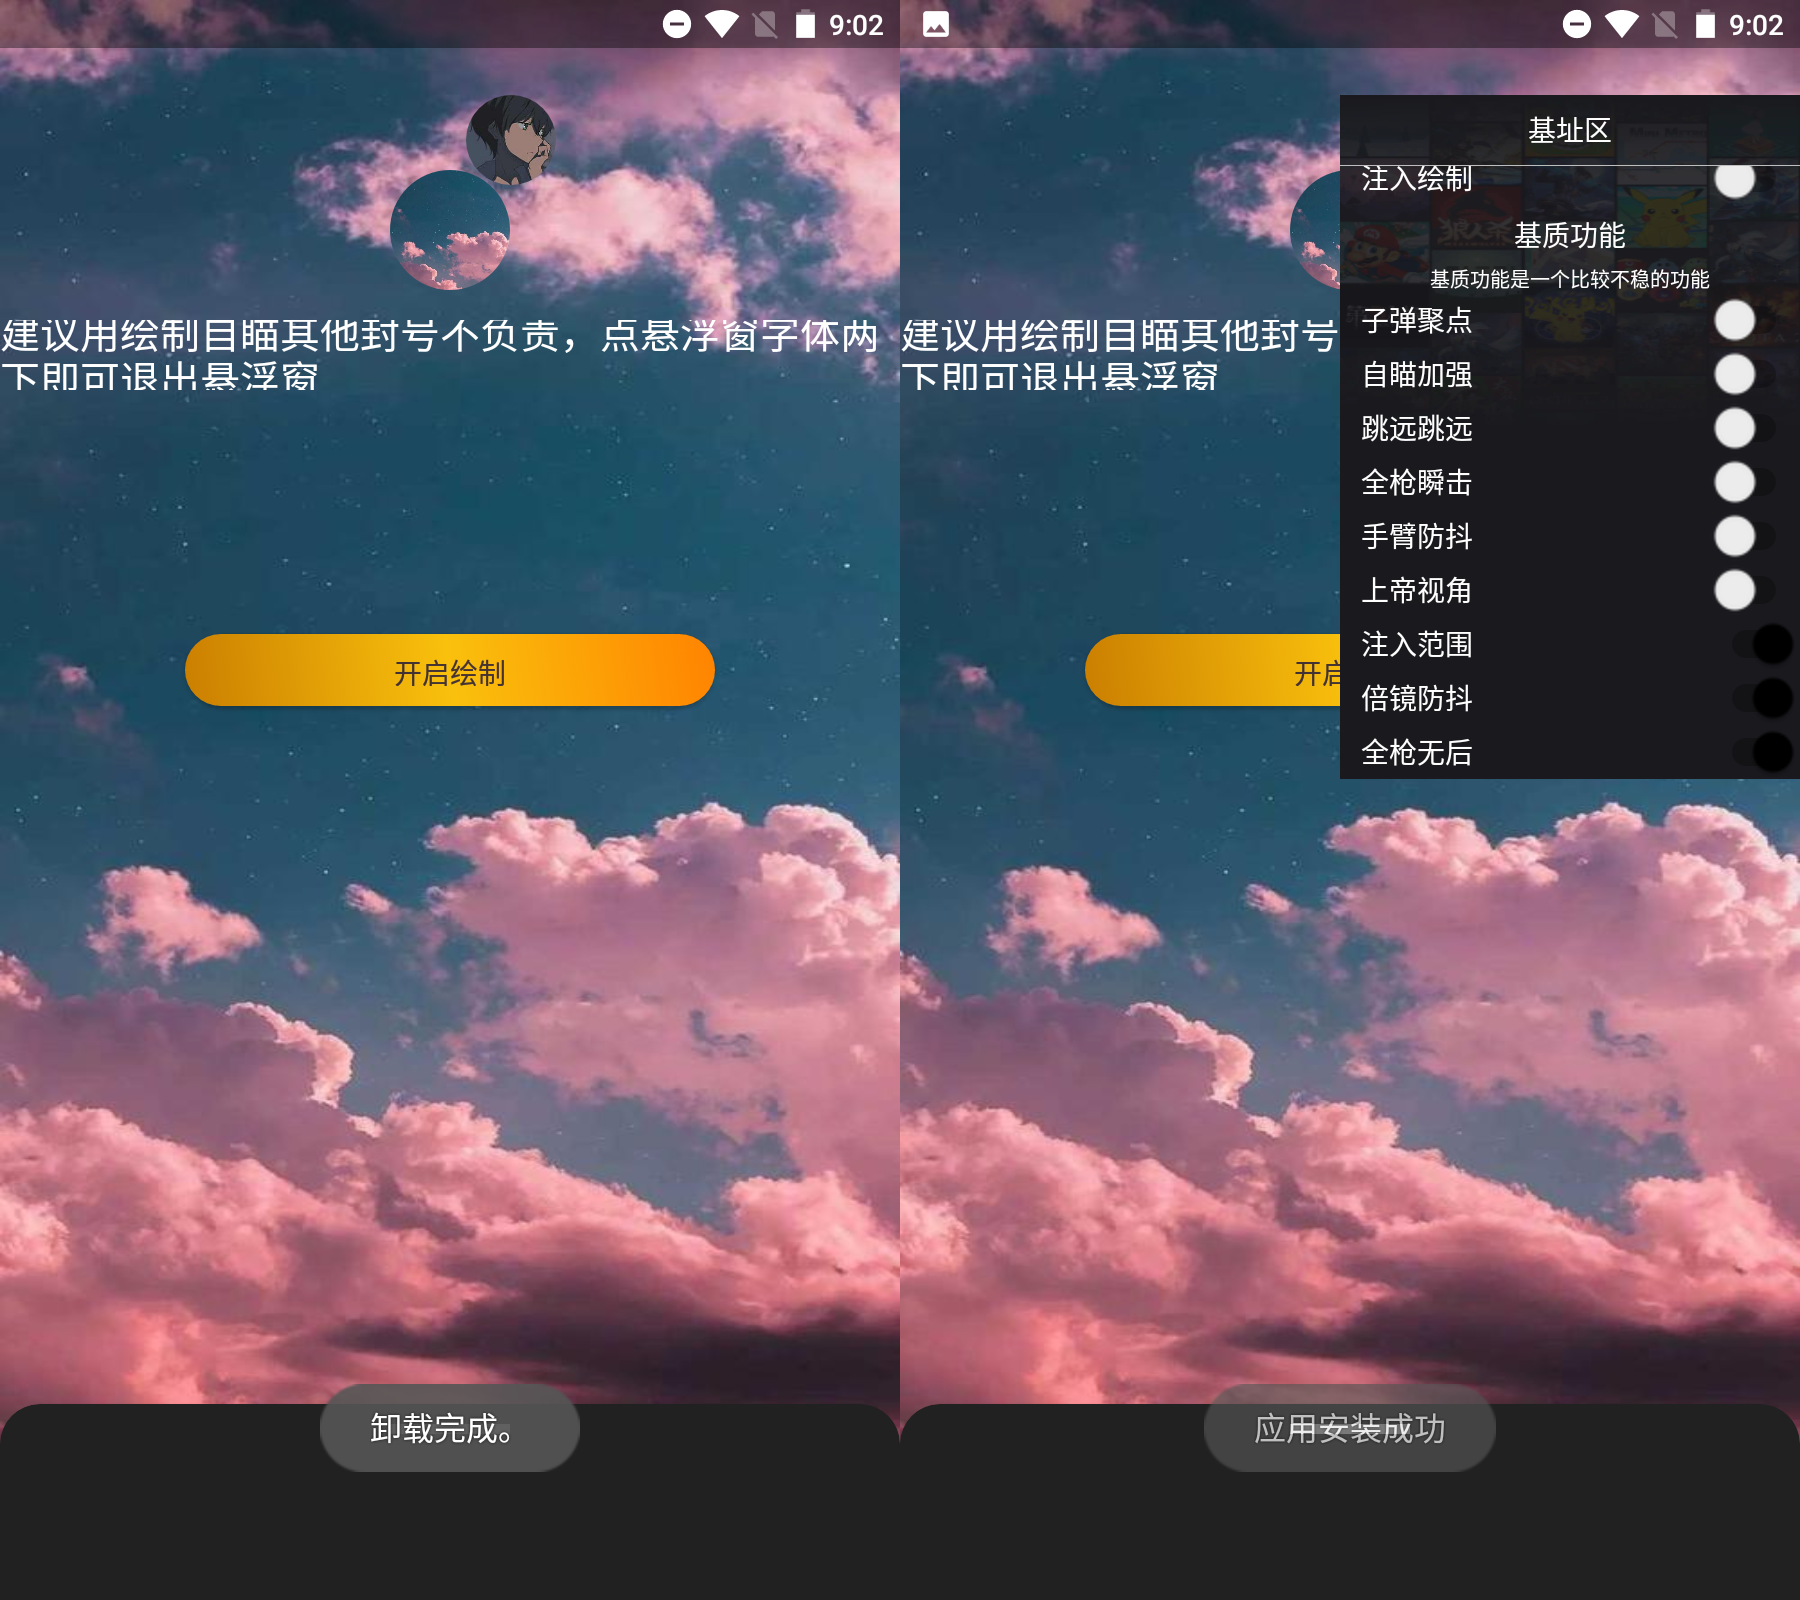 9:02
建议用绘制目瞄其他封号不负责，点悬浮窗字体两
下即可退出悬浮窗
开启绘制
卸载完成。
9:02
基址区
注入绘制
基质功能
基质功能是一个比较不稳的功能
子弹聚点
自瞄加强
跳远跳远
全枪瞬击
手臂防抖
上帝视角
注入范围
倍镜防抖
全枪无后
建议用绘制目瞄其他封号
下即可退出悬浮窗
开启
应用安装成功